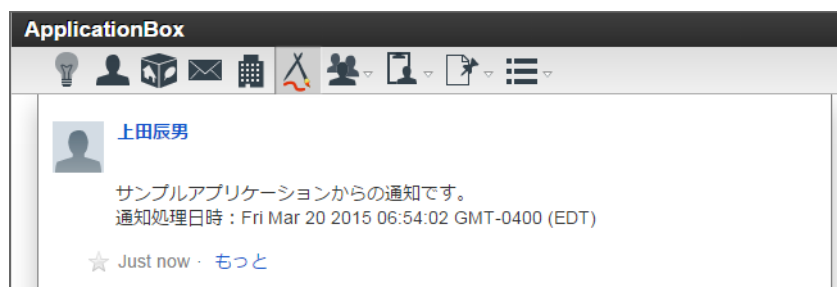 ApplicationBox
上田辰男
サンプルアプリケーションからの通知です。
通知処理日時：Fri Mar 20 2015 06:54:02 GMT-0400 (EDT)
Just now · もっと